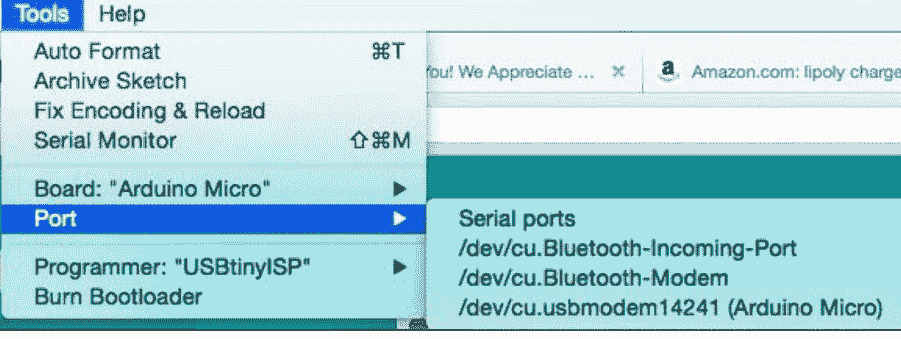 Tools Help
Auto Format ⌘T
Archive Sketch
Fix Encoding & Reload
Serial Monitor ⇧⌘M
Board: "Arduino Micro" ▶
Port ▶
Programmer: "USBtinyISP" ▶
Burn Bootloader
You! We Appreciate ... ×
a Amazon.com: lipoly charge
Serial ports
/dev/cu.Bluetooth-Incoming-Port
/dev/cu.Bluetooth-Modem
/dev/cu.usbmodem14241 (Arduino Micro)